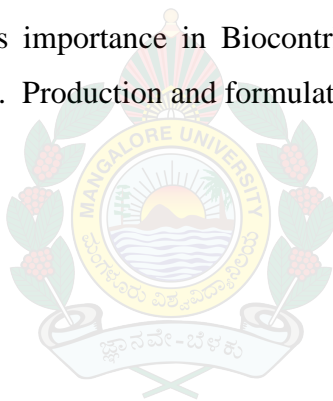 s importance in Biocontr
. Production and formulat
MANGALORE UNIVERSITY
ಮಂಗಳೂರು ವಿಶ್ವವಿದ್ಯಾನಿಲಯ
ಜ್ಞಾನವೇ-ಬೆಳಕು